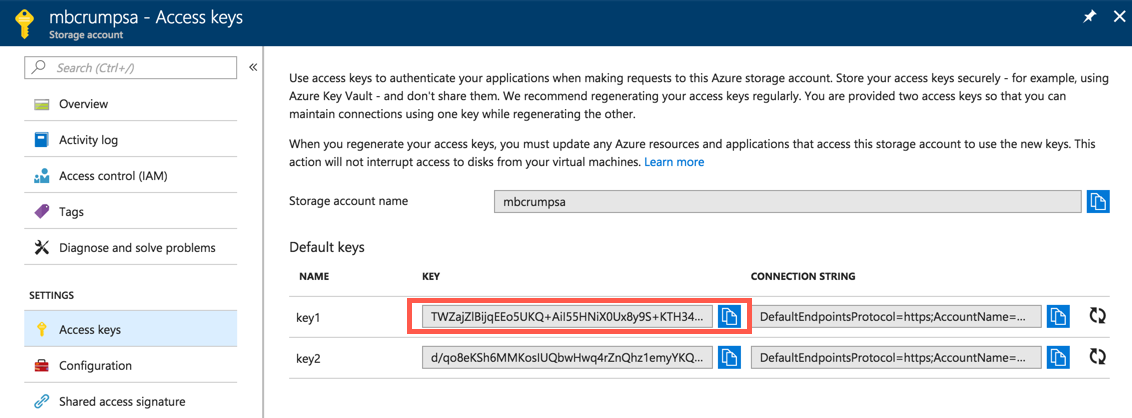 mbcrumpsa - Access keys
Storage account
Search (Ctrl+/)
Overview
Activity log
Access control (IAM)
Tags
Diagnose and solve problems
SETTINGS
Access keys
Configuration
Shared access signature
Use access keys to authenticate your applications when making requests to this Azure storage account. Store your access keys securely - for example, using
Azure Key Vault - and don't share them. We recommend regenerating your access keys regularly. You are provided two access keys so that you can
maintain connections using one key while regenerating the other.
When you regenerate your access keys, you must update any Azure resources and applications that access this storage account to use the new keys. This
action will not interrupt access to disks from your virtual machines. Learn more
Storage account name
mbcrumpsa
Default keys
NAME KEY CONNECTION STRING
key1 TWZajZlBijqEEo5UKQ+AiI55HNiX0Ux8y9S+KTH34... DefaultEndpointsProtocol=https;AccountName=...
key2 d/qo8eKSh6MMKoslUQbwHwq4rZnQhz1emyYKQ... DefaultEndpointsProtocol=https;AccountName=...